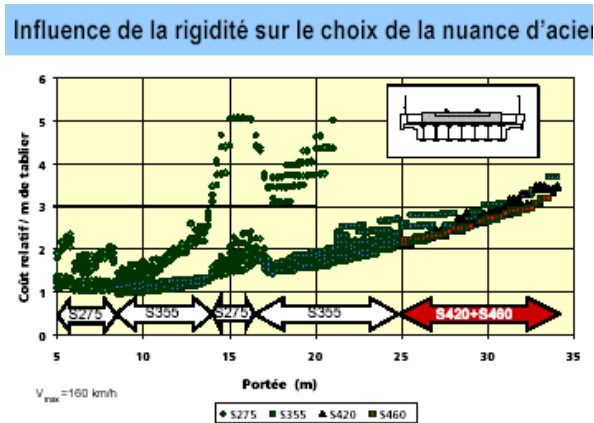 Influence de la rigidité sur le choix de la nuance d'acier
6
5
4
3
2
1
0
Coût relatif / m de tablier
S275
S355
S275
S355
S420+S460
5
10
15
20
25
30
35
Portée (m)
Vmax =160 km/h
S275
S355
S420
S460